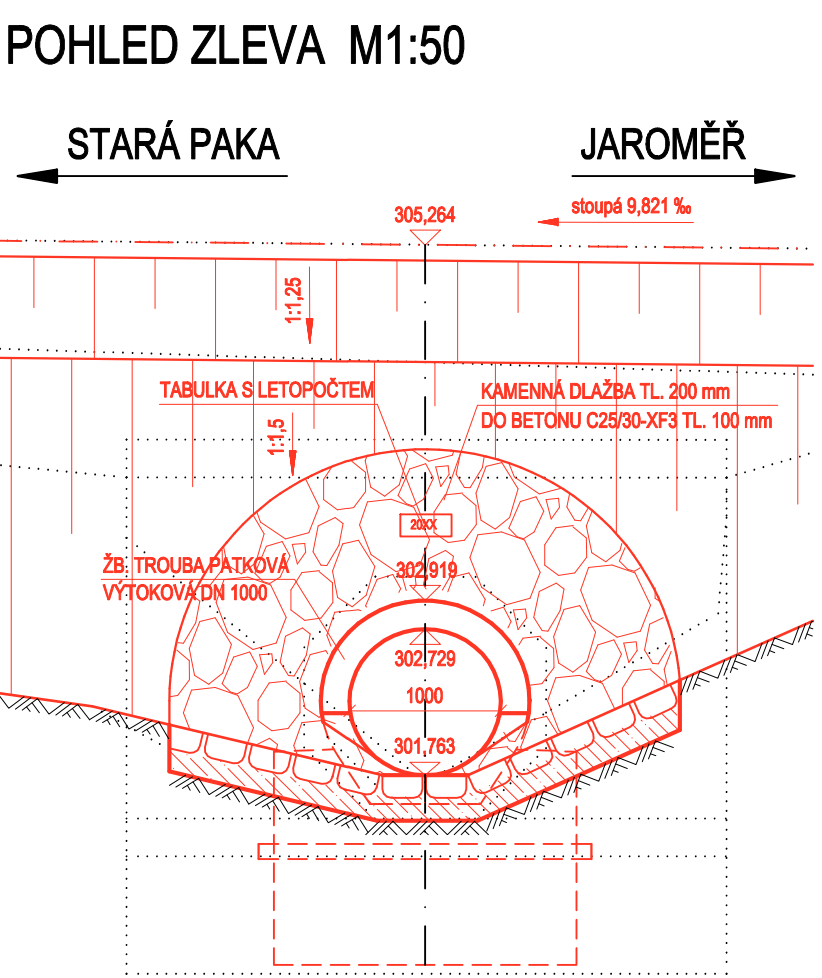 POHLED ZLEVA M1:50
STARÁ PAKA
JAROMĚŘ
305,264
stoupá 9,821 ‰
1:1,25
TABULKA S LETOPOČTEM
KAMENNÁ DLAŽBA TL. 200 mm
DO BETONU C25/30-XF3 TL. 100 mm
1:1,5
20XX
ŽB. TROUBA PATKOVÁ
VÝTOKOVÁ DN 1000
302,919
302,729
1000
301,763